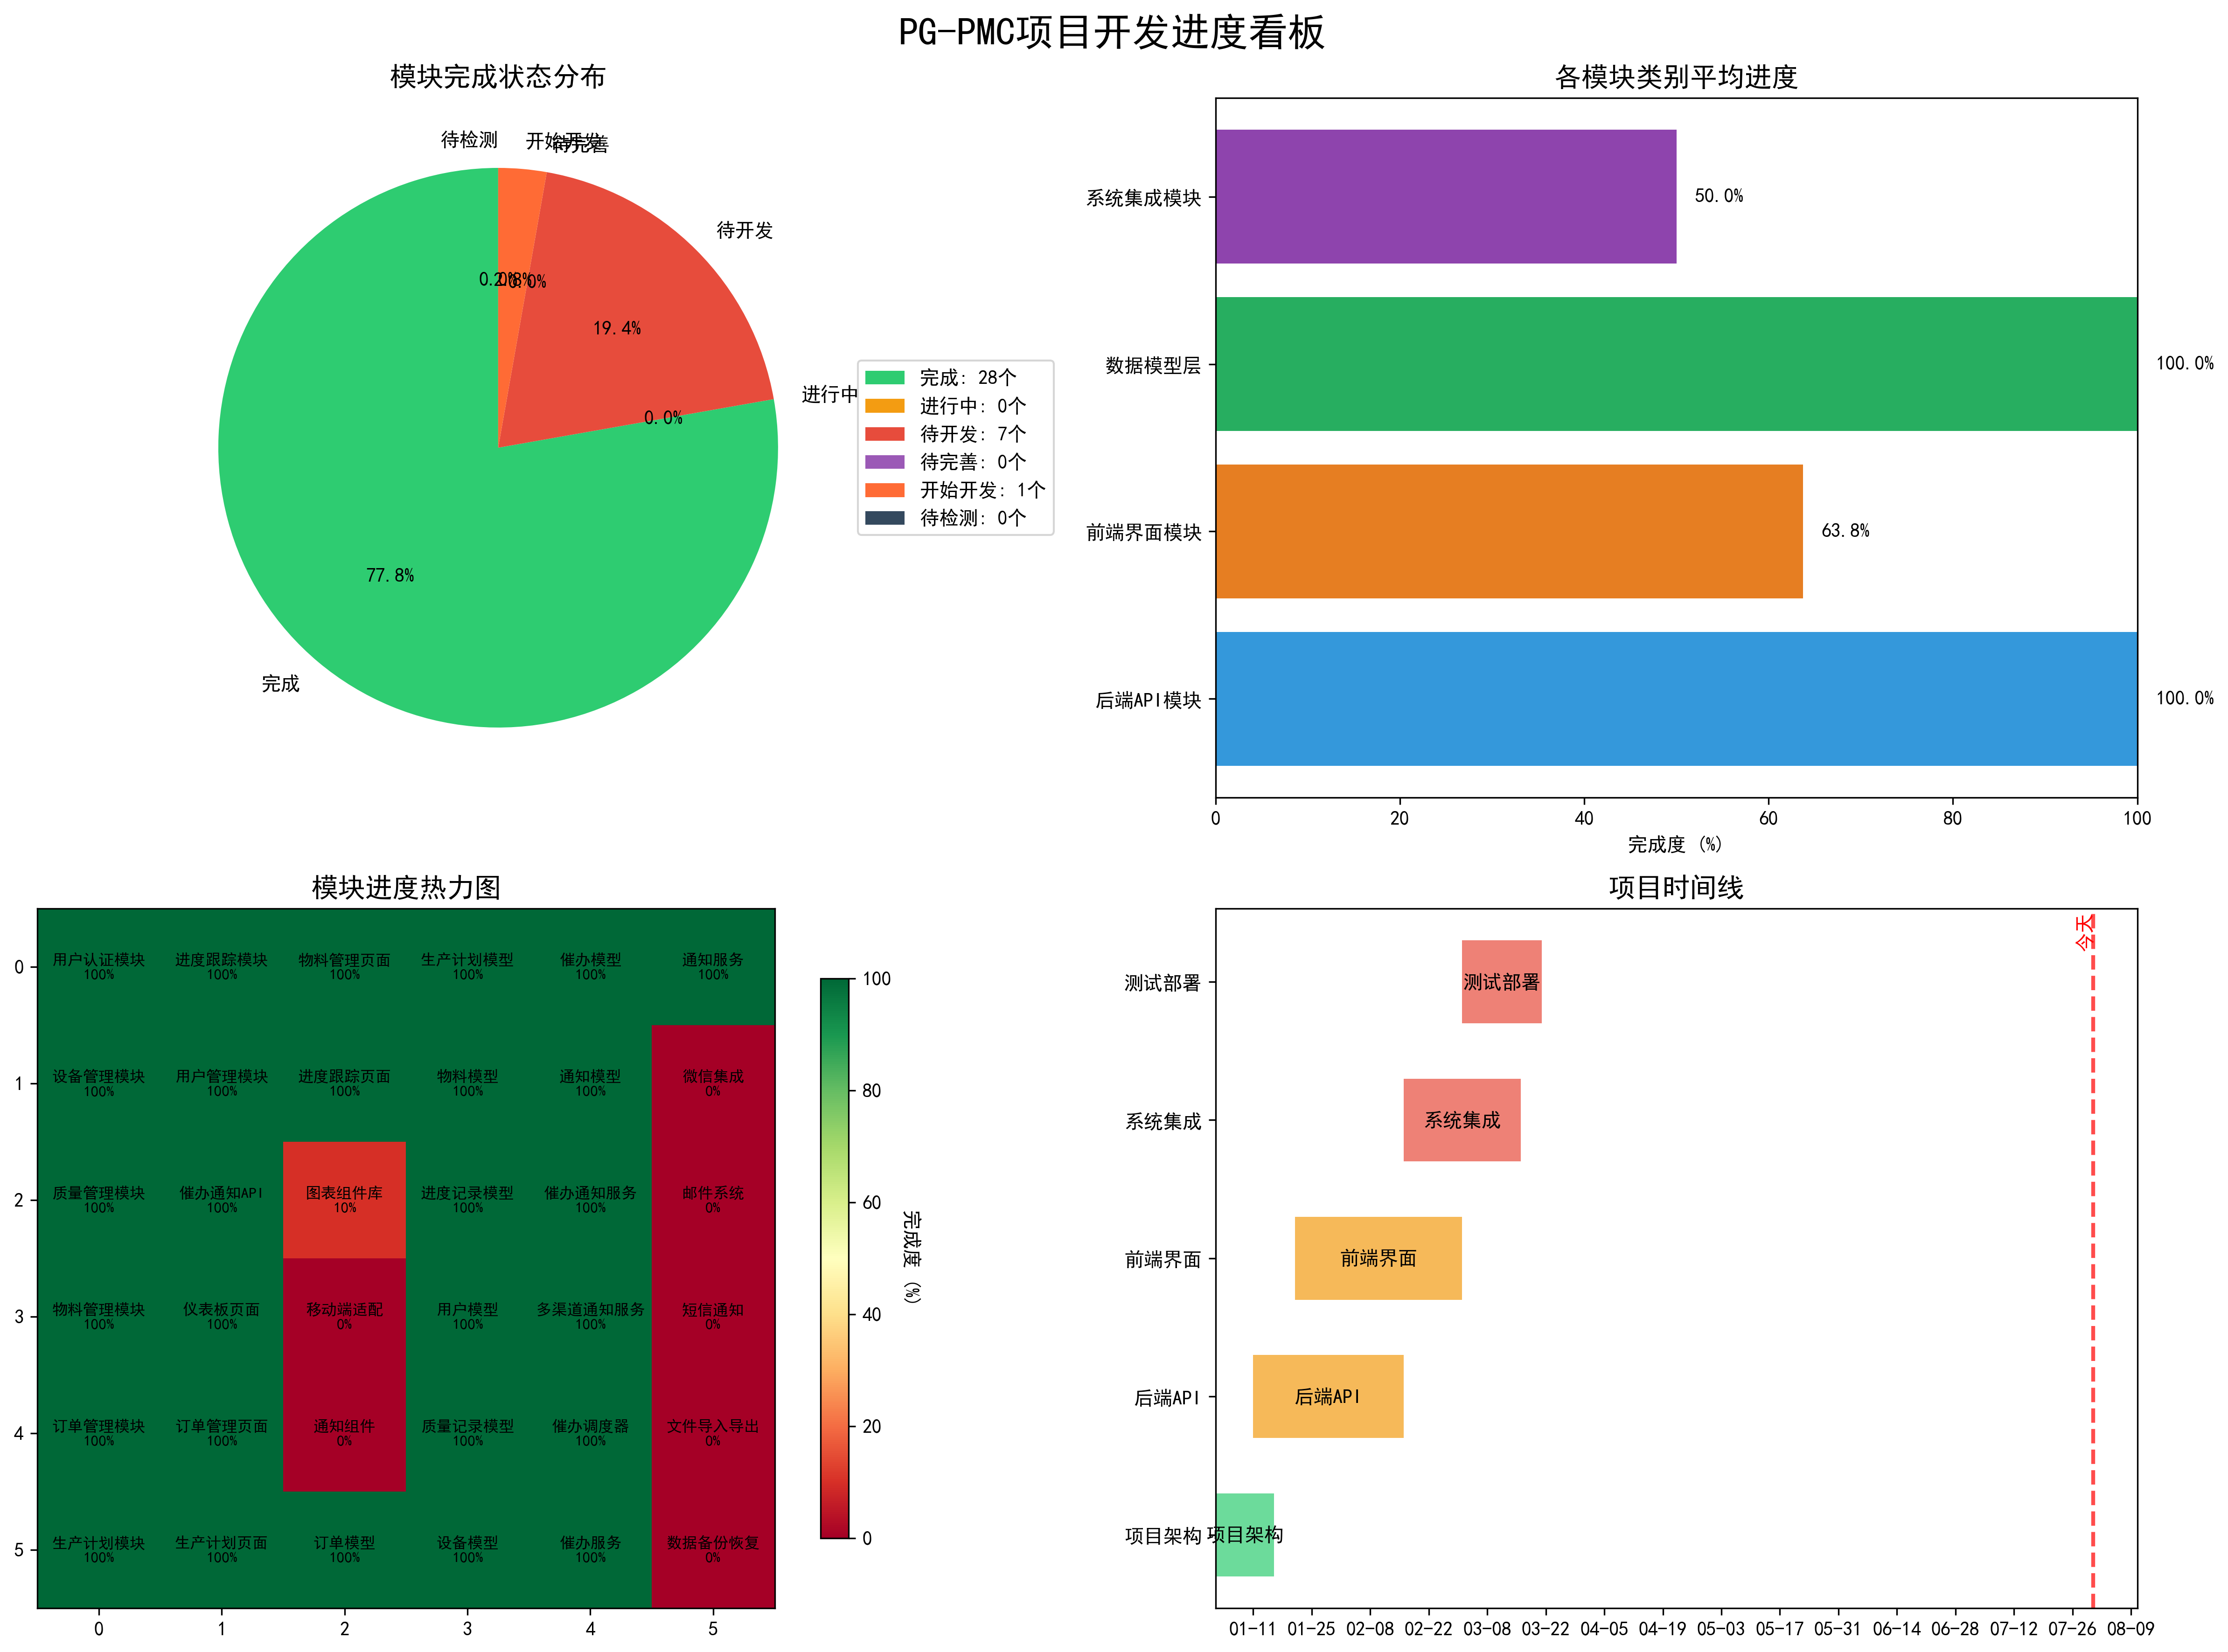 PG-PMC项目开发进度看板
模块完成状态分布
待检测
开始开发
待完善
待开发
进行中
完成
0.0%
2.8%
0.0%
19.4%
0.0%
77.8%
完成: 28个
进行中: 0个
待开发: 7个
待完善: 0个
开始开发: 1个
待检测: 0个
各模块类别平均进度
系统集成模块
50.0%
数据模型层
100.0%
前端界面模块
63.8%
后端API模块
100.0%
0 20 40 60 80 100
完成度 (%)
模块进度热力图
0
用户认证模块 进度跟踪模块 物料管理页面 生产计划模型 催办模型 通知服务
100% 100% 100% 100% 100% 100%
1
设备管理模块 用户管理模块 进度跟踪页面 物料模型 通知模型 微信集成
100% 100% 100% 100% 100% 0%
2
质量管理模块 催办通知API 图表组件库 进度记录模型 催办通知服务 邮件系统
100% 100% 10% 100% 100% 0%
3
物料管理模块 仪表板页面 移动端适配 用户模型 多渠道通知服务 短信通知
100% 100% 0% 100% 100% 0%
4
订单管理模块 订单管理页面 通知组件 质量记录模型 催办调度器 文件导入导出
100% 100% 0% 100% 100% 0%
5
生产计划模块 生产计划页面 订单模型 设备模型 催办服务 数据备份恢复
100% 100% 100% 100% 100% 0%
0 1 2 3 4 5
100
80
60
40
20
0
完成度 (%)
项目时间线
今天
测试部署
测试部署
系统集成
系统集成
前端界面
前端界面
后端API
后端API
项目架构
项目架构
01-11 01-25 02-08 02-22 03-08 03-22 04-05 04-19 05-03 05-17 05-31 06-14 06-28 07-12 07-26 08-09